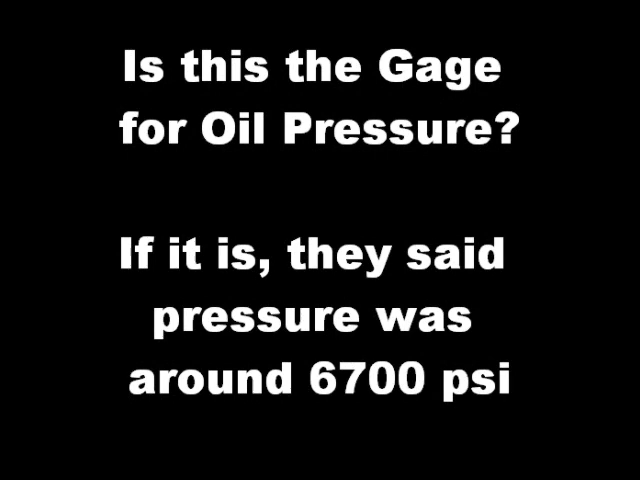 Is this the Gage
for Oil Pressure?
If it is, they said
pressure was
around 6700 psi